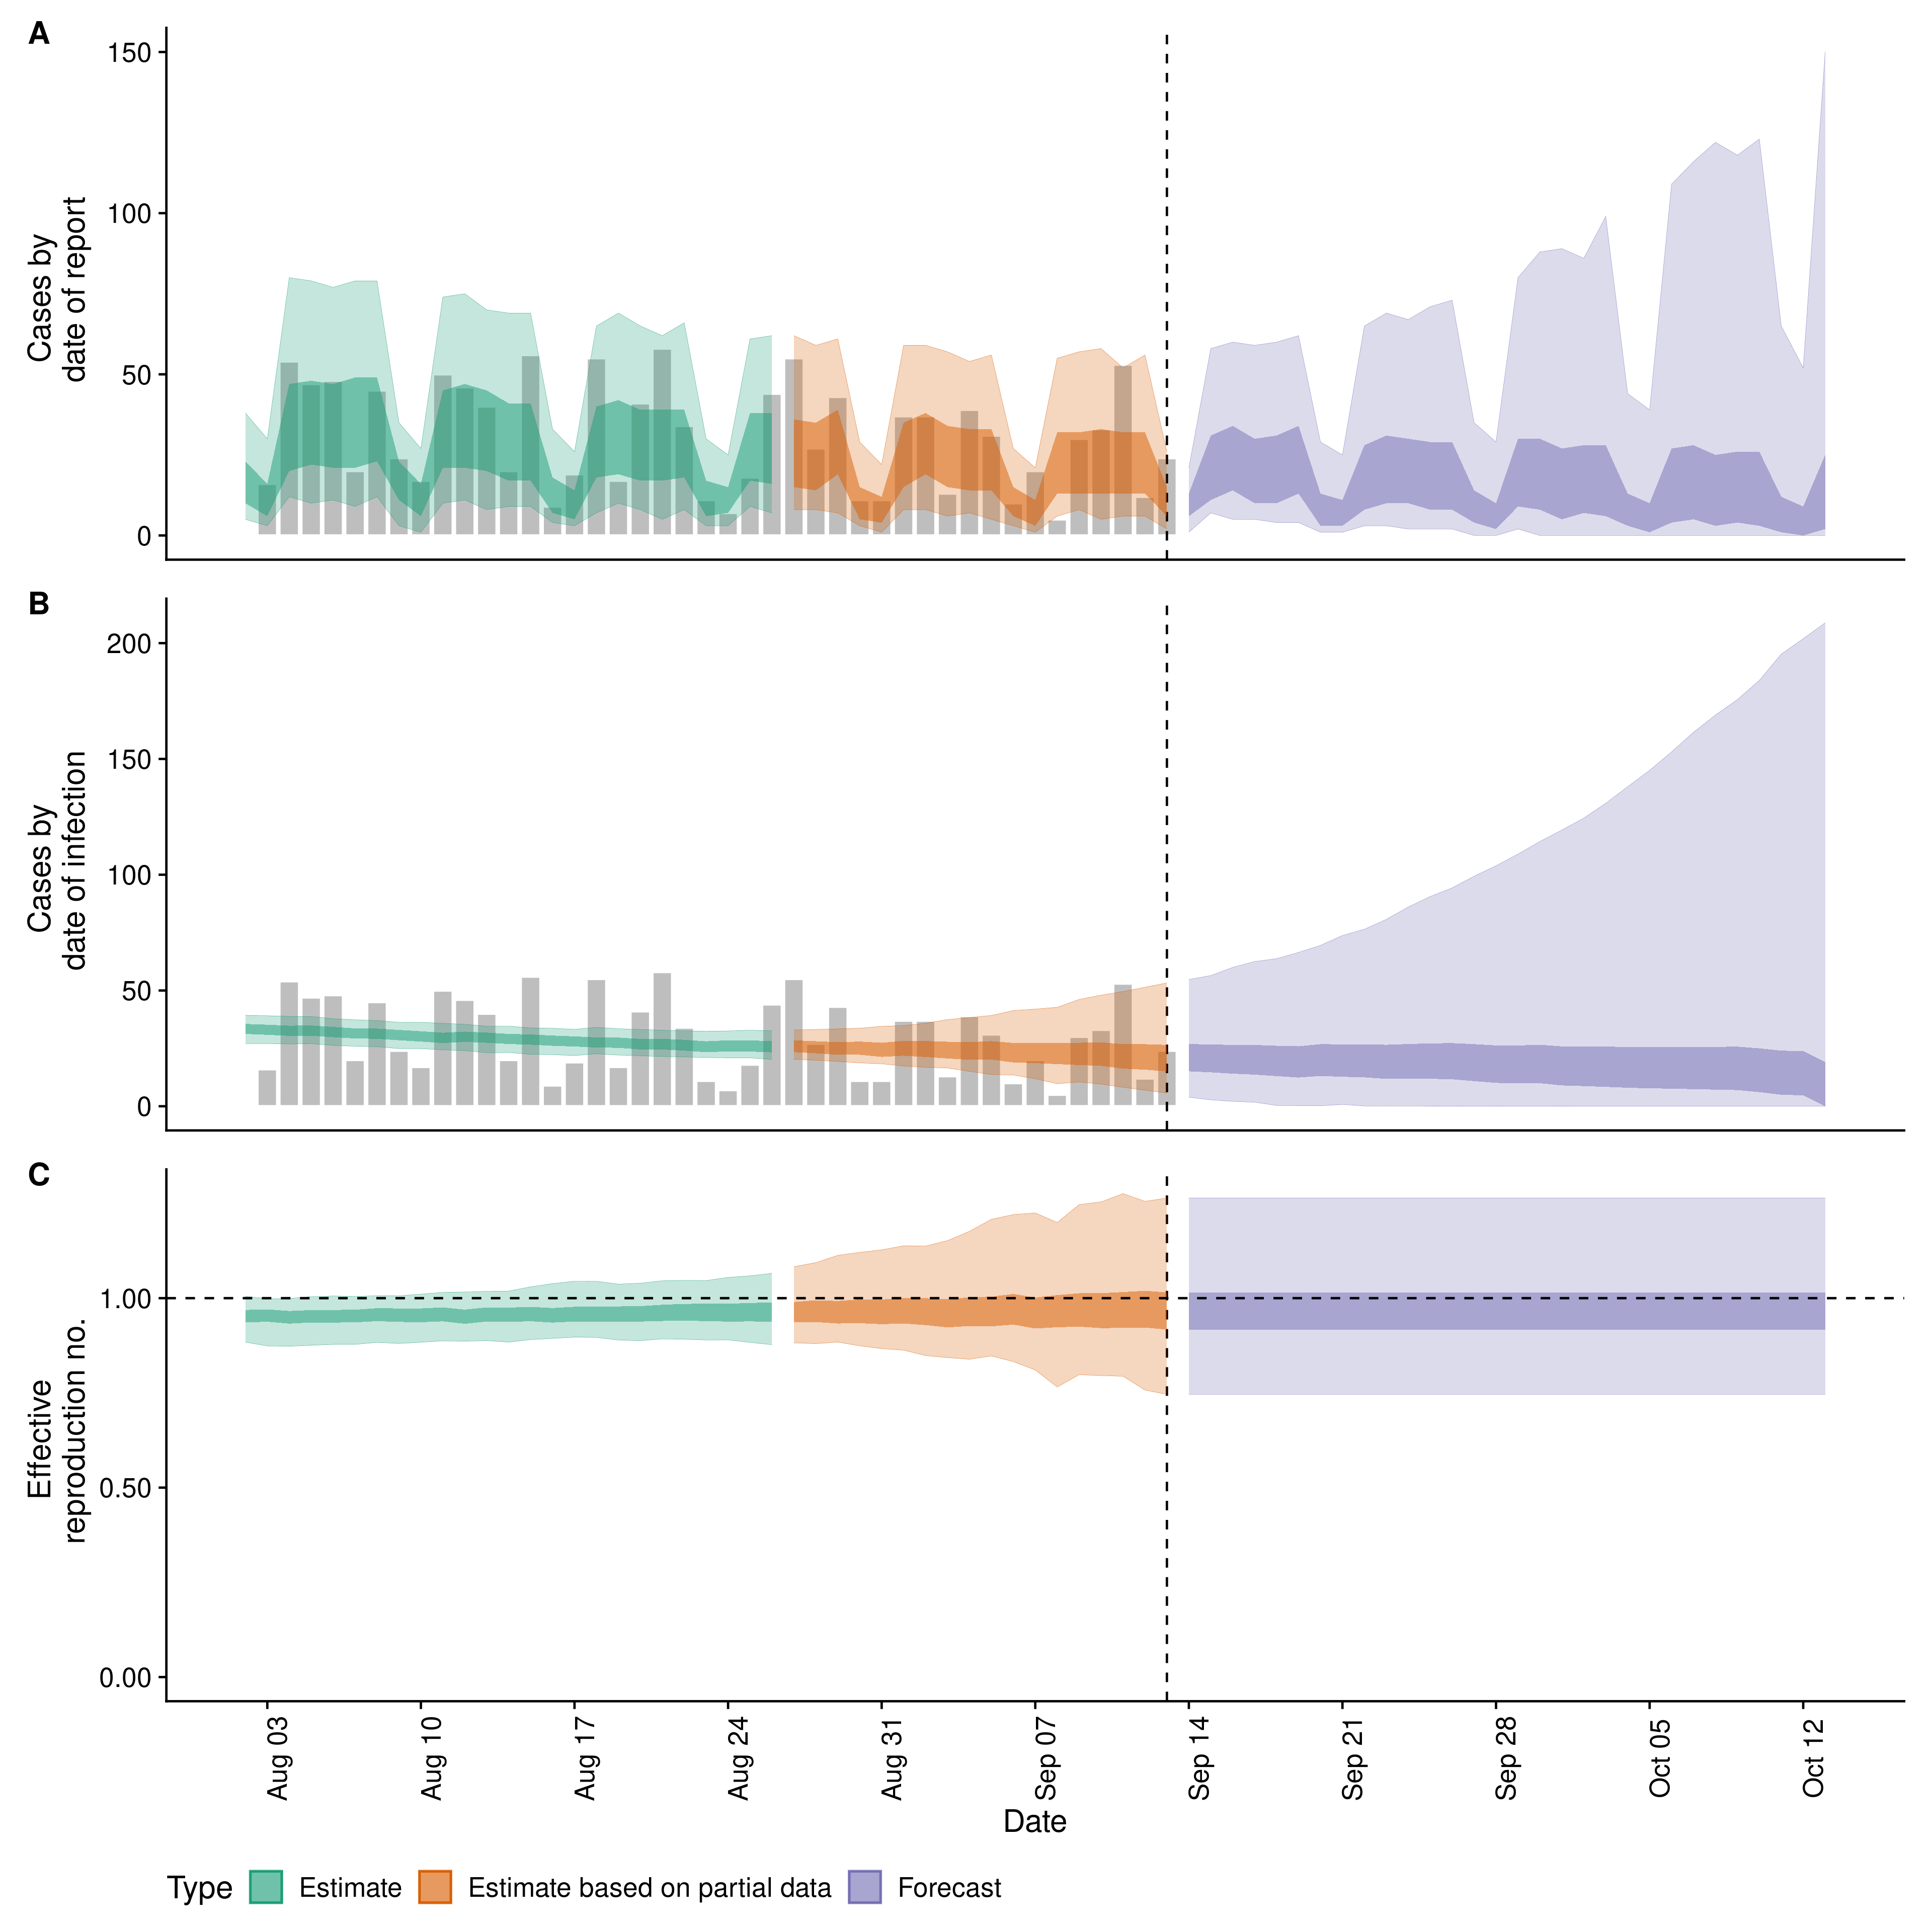 A
150
100
50
0
Cases by
date of report
B
200
150
100
50
0
Cases by
date of infection
C
1.00
0.50
0.00
Effective
reproduction no.
Aug 03
Aug 10
Aug 17
Aug 24
Aug 31
Sep 07
Sep 14
Sep 21
Sep 28
Oct 05
Oct 12
Date
Type Estimate Estimate based on partial data Forecast